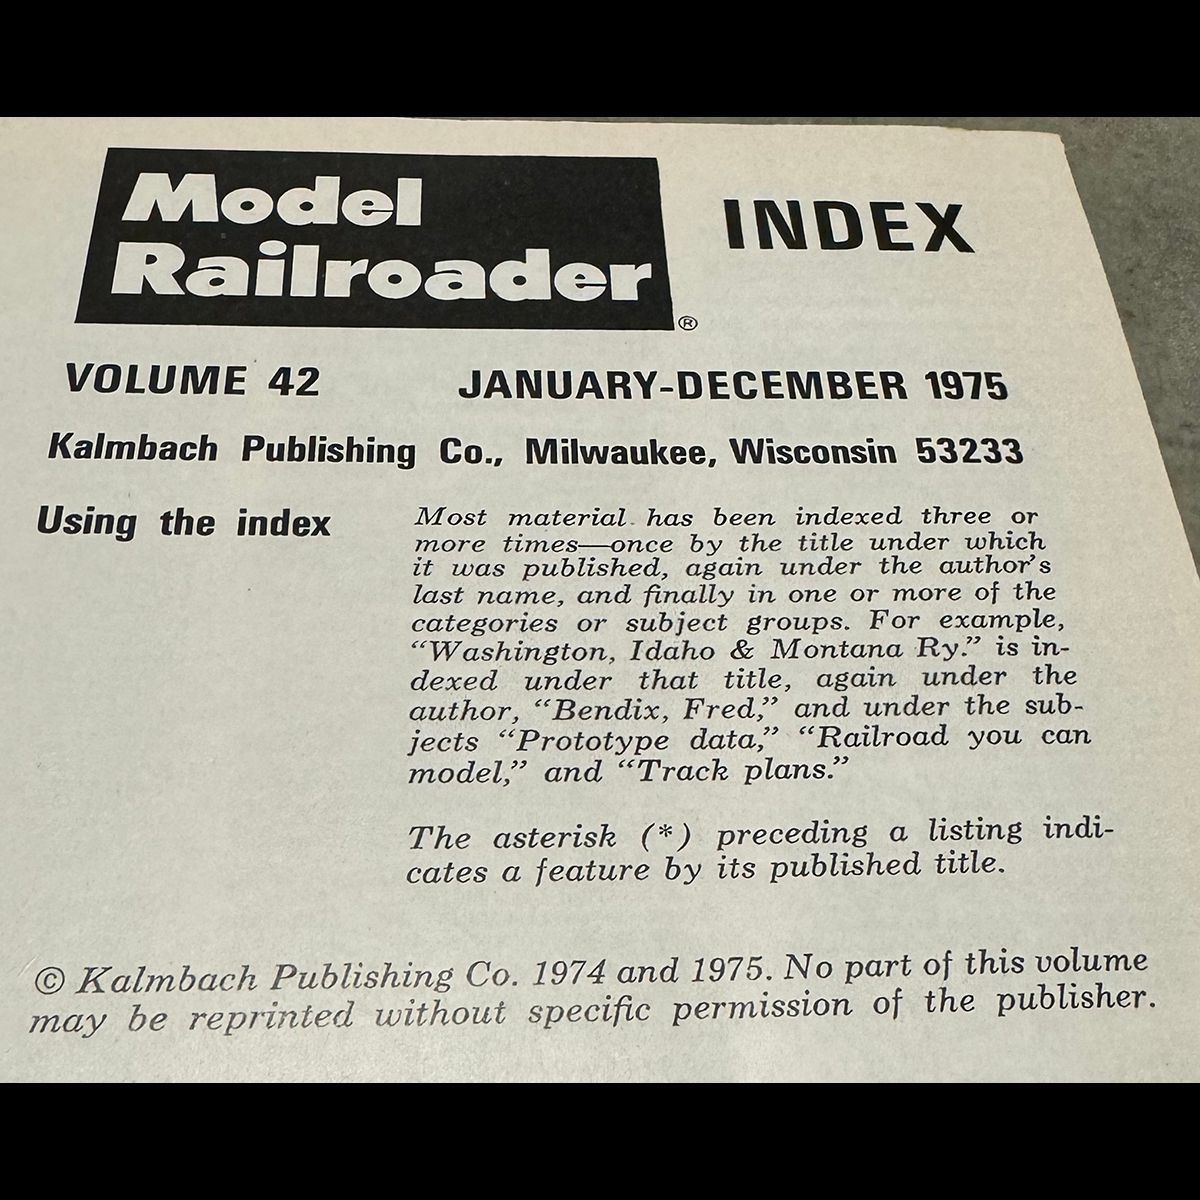 Model
Railroader
®
INDEX
VOLUME 42 JANUARY-DECEMBER 1975
Kalmbach Publishing Co., Milwaukee, Wisconsin 53233
Using the index
Most material has been indexed three or
more times—once by the title under which
it was published, again under the author's
last name, and finally in one or more of the
categories or subject groups. For example,
“Washington, Idaho & Montana Ry.” is in-
dexed under that title, again under the
author, “Bendix, Fred,” and under the sub-
jects “Prototype data,” “Railroad you can
model,” and “Track plans.”
The asterisk (*) preceding a listing indi-
cates a feature by its published title.
© Kalmbach Publishing Co. 1974 and 1975. No part of this volume
may be reprinted without specific permission of the publisher.